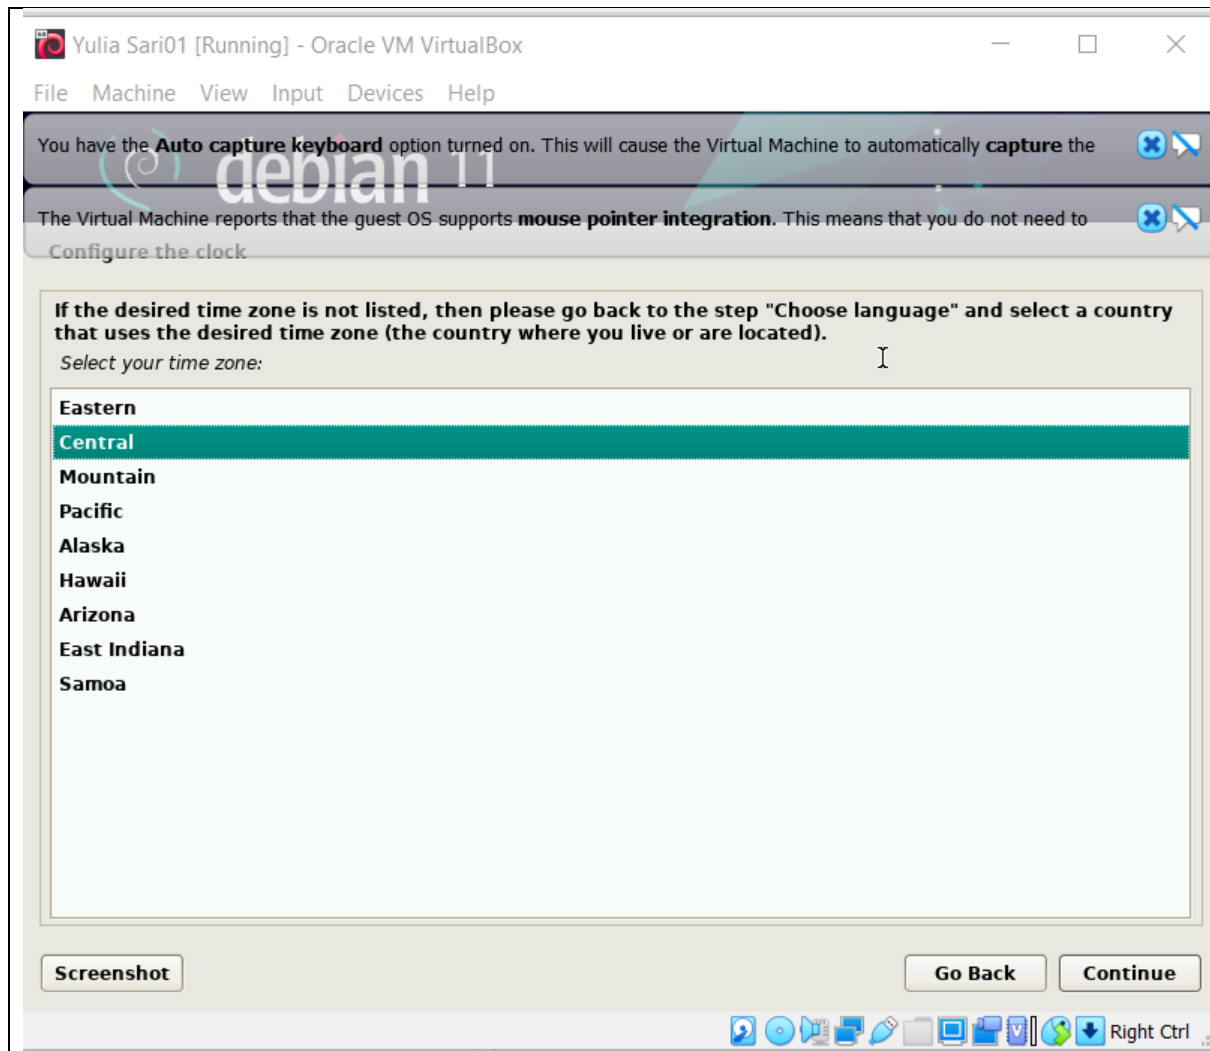 Yulia Sari01 [Running] - Oracle VM VirtualBox
File Machine View Input Devices Help
You have the Auto capture keyboard option turned on. This will cause the Virtual Machine to automatically capture the
debian 11
The Virtual Machine reports that the guest OS supports mouse pointer integration. This means that you do not need to
Configure the clock
If the desired time zone is not listed, then please go back to the step "Choose language" and select a country
that uses the desired time zone (the country where you live or are located).
Select your time zone:
Eastern
Central
Mountain
Pacific
Alaska
Hawaii
Arizona
East Indiana
Samoa
Screenshot Go Back Continue
Right Ctrl